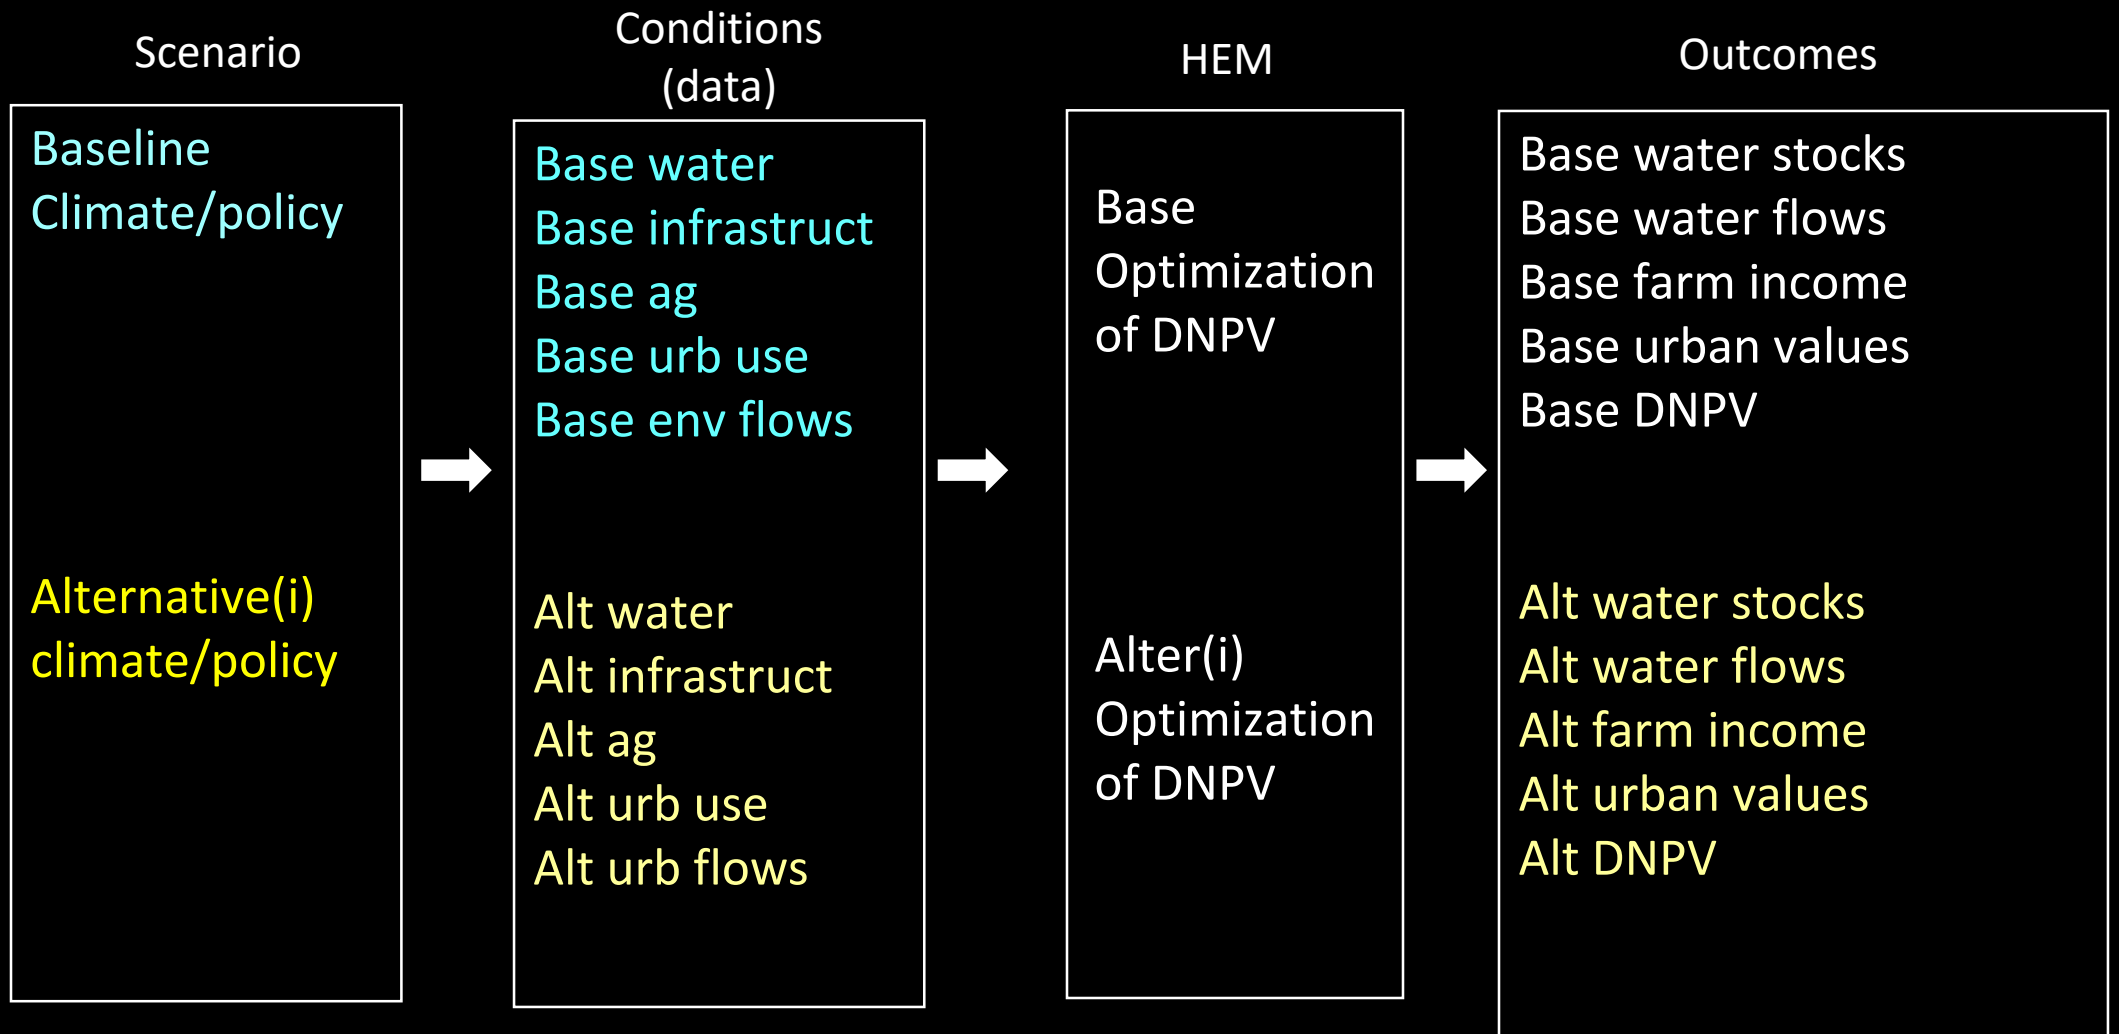 Scenario
Baseline
Climate/policy
Alternative(i)
climate/policy
Conditions
(data)
Base water
Base infrastruct
Base ag
Base urb use
Base env flows
Alt water
Alt infrastruct
Alt ag
Alt urb use
Alt urb flows
HEM
Base
Optimization
of DNPV
Alter(i)
Optimization
of DNPV
Outcomes
Base water stocks
Base water flows
Base farm income
Base urban values
Base DNPV
Alt water stocks
Alt water flows
Alt farm income
Alt urban values
Alt DNPV